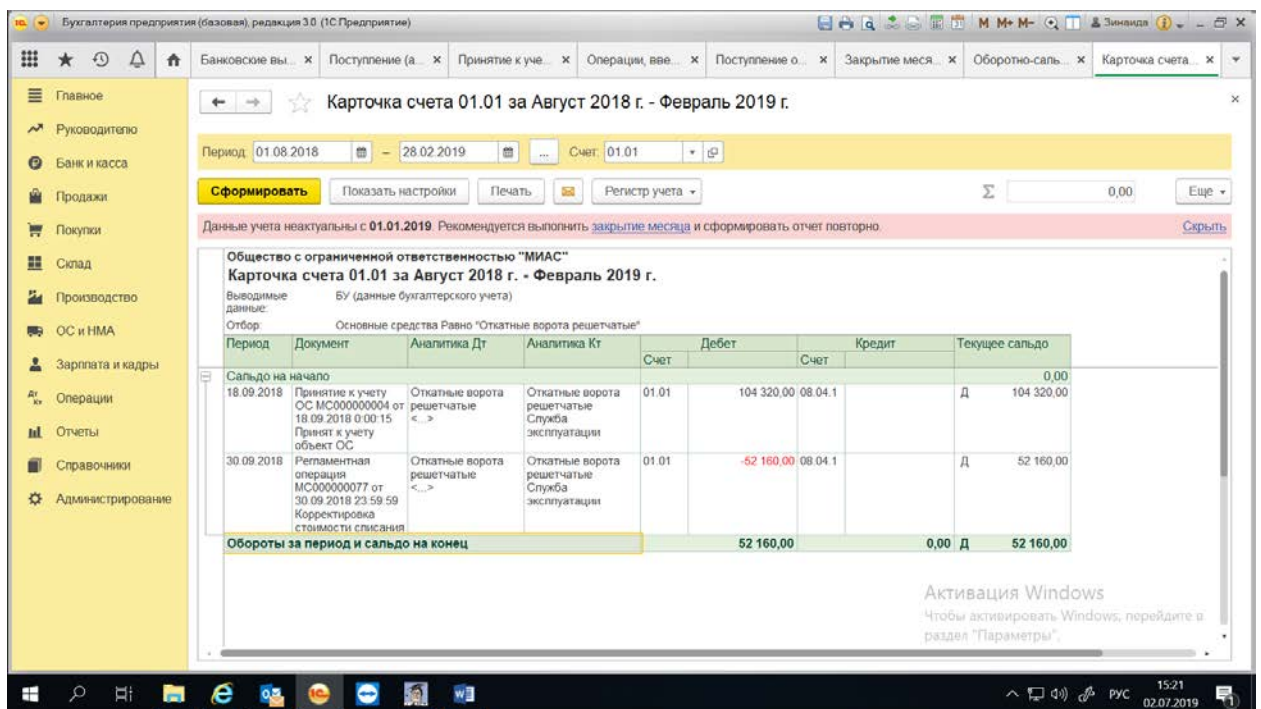 Бухгалтерия предприятия (базовая), редакция 3.0 (1С:Предприятие)
M M+ M- Зинаида
Банковские вы... × Поступление (а... × Принятие к уче... × Операции, вве... × Поступление о... × Закрытие меся... × Оборотно-саль... × Карточка счета... ×
Главное
Руководителю
Банк и касса
Продажи
Покупки
Склад
Производство
ОС и НМА
Зарплата и кадры
Операции
Отчеты
Справочники
Администрирование
Карточка счета 01.01 за Август 2018 г. - Февраль 2019 г.
Период: 01.08.2018 – 28.02.2019 ... Счет: 01.01
Сформировать Показать настройки Печать Регистр учета Σ 0,00 Еще
Данные учета неактуальны с 01.01.2019. Рекомендуется выполнить закрытие месяца и сформировать отчет повторно. Скрыть
Общество с ограниченной ответственностью "МИАС"
Карточка счета 01.01 за Август 2018 г. - Февраль 2019 г.
Выводимые данные: БУ (данные бухгалтерского учета)
Отбор: Основные средства Равно "Откатные ворота решетчатые"
Период Документ Аналитика Дт Аналитика Кт Дебет Кредит Текущее сальдо
Счет Счет
Сальдо на начало 0,00
18.09.2018 Принятие к учету Откатные ворота Откатные ворота 01.01 104 320,00 08.04.1 Д 104 320,00
ОС МС000000004 от решетчатые решетчатые
18.09.2018 0:00:15 <...> Служба
Принят к учету эксплуатации
объект ОС
30.09.2018 Регламентная Откатные ворота Откатные ворота 01.01 -52 160,00 08.04.1 Д 52 160,00
операция решетчатые решетчатые
МС000000077 от <...> Служба
30.09.2018 23:59:59 эксплуатации
Корректировка
стоимости списания
Обороты за период и сальдо на конец 52 160,00 0,00 Д 52 160,00
Активация Windows
Чтобы активировать Windows, перейдите в
раздел "Параметры".
РУС 15:21
02.07.2019